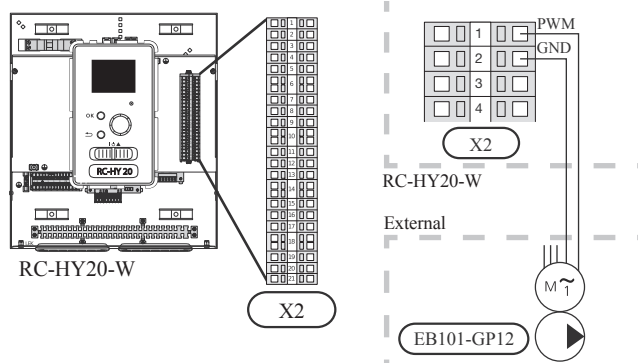 OK
RC-HY 20
RC-HY20-W
1
2
3
4
5
6
7
8
9
10
11
12
13
14
15
16
17
18
19
20
21
X2
1
PWM
2
GND
3
4
X2
RC-HY20-W
External
M 1
~
EB101-GP12